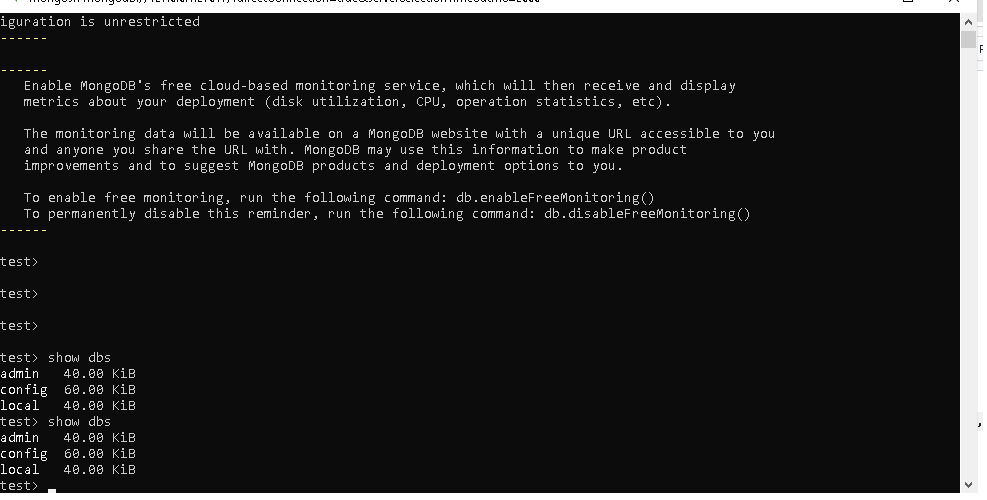 iguration is unrestricted
------
------
Enable MongoDB's free cloud-based monitoring service, which will then receive and display
metrics about your deployment (disk utilization, CPU, operation statistics, etc).
The monitoring data will be available on a MongoDB website with a unique URL accessible to you
and anyone you share the URL with. MongoDB may use this information to make product
improvements and to suggest MongoDB products and deployment options to you.
To enable free monitoring, run the following command: db.enableFreeMonitoring()
To permanently disable this reminder, run the following command: db.disableFreeMonitoring()
------
test>
test>
test>
test> show dbs
admin 40.00 KiB
config 60.00 KiB
local 40.00 KiB
test> show dbs
admin 40.00 KiB
config 60.00 KiB
local 40.00 KiB
test>